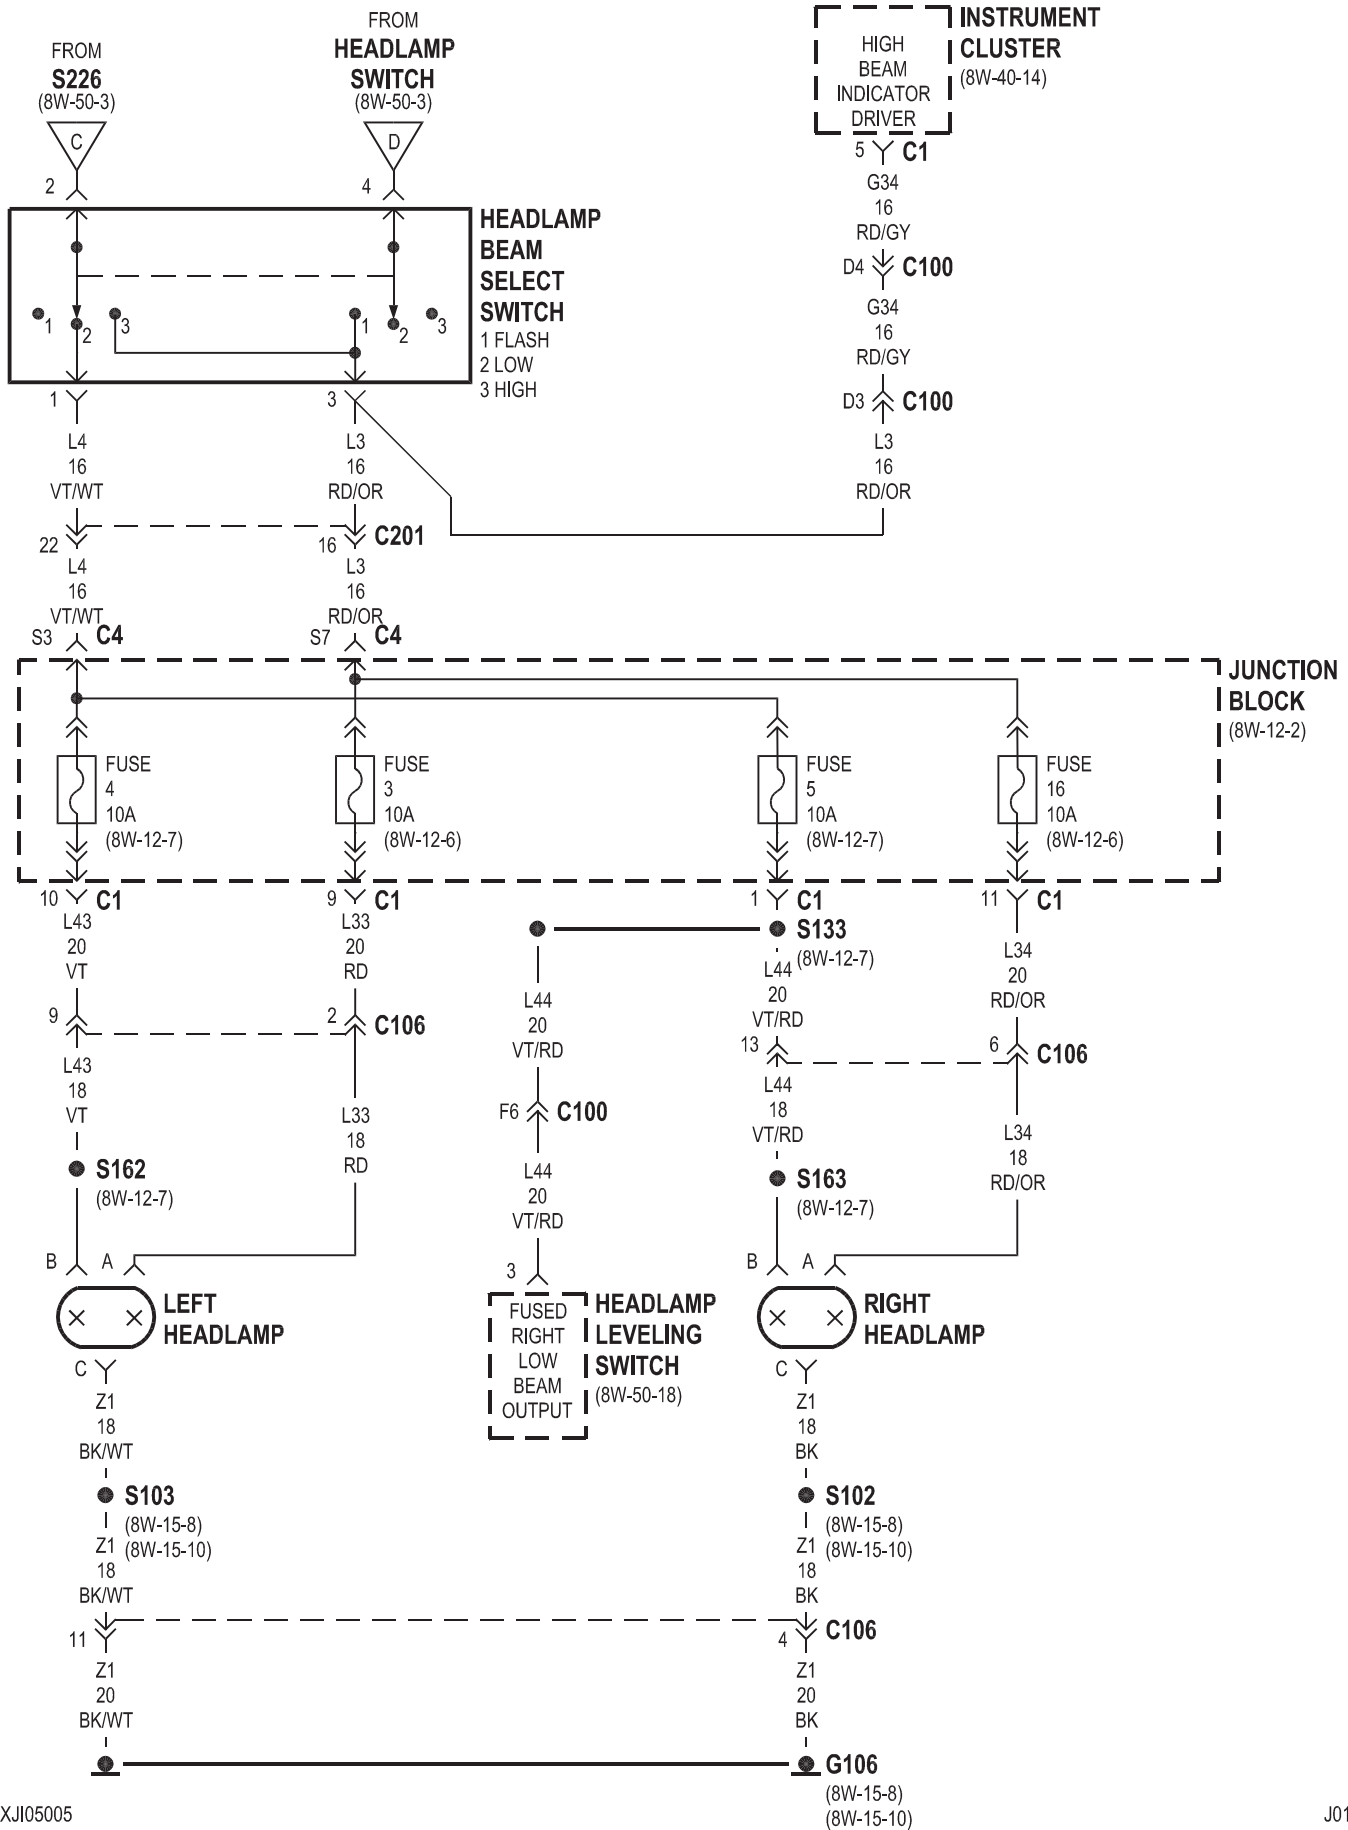 FROM
S226
(8W-50-3)
C
2
FROM
HEADLAMP
SWITCH
(8W-50-3)
D
4
HIGH
BEAM
INDICATOR
DRIVER
INSTRUMENT
CLUSTER
(8W-40-14)
5 C1
G34
16
RD/GY
D4 C100
G34
16
RD/GY
D3 C100
L3
16
RD/OR
HEADLAMP
BEAM
SELECT
SWITCH
1 FLASH
2 LOW
3 HIGH
1 2 3 1 2 3
1 3
L4
16
VT/WT
L3
16
RD/OR
22 16 C201
L4
16
VT/WT
L3
16
RD/OR
S3 C4 S7 C4
JUNCTION
BLOCK
(8W-12-2)
FUSE
4
10A
(8W-12-7)
FUSE
3
10A
(8W-12-6)
FUSE
5
10A
(8W-12-7)
FUSE
16
10A
(8W-12-6)
10 C1 9 C1 1 C1 11 C1
L43
20
VT
L33
20
RD
S133
(8W-12-7)
L44
20
VT/RD
L44
20
VT/RD
L34
20
RD/OR
9 2 C106
13 6 C106
L43
18
VT
L33
18
RD
F6 C100
L44
18
VT/RD
L34
18
RD/OR
S162
(8W-12-7)
L44
20
VT/RD
S163
(8W-12-7)
B A
3
B A
LEFT
HEADLAMP
FUSED
RIGHT
LOW
BEAM
OUTPUT
HEADLAMP
LEVELING
SWITCH
(8W-50-18)
RIGHT
HEADLAMP
C
Z1
18
BK/WT
S103
(8W-15-8)
(8W-15-10)
Z1
18
BK/WT
C
Z1
18
BK
S102
(8W-15-8)
(8W-15-10)
Z1
18
BK
11 4 C106
Z1
20
BK/WT
Z1
20
BK
G106
(8W-15-8)
(8W-15-10)
XJI05005 J01